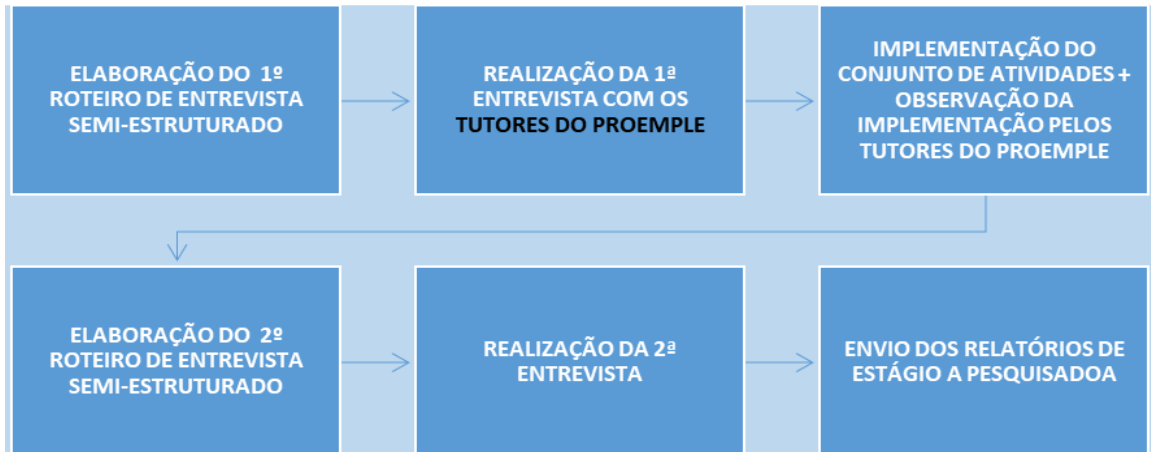 ELABORAÇÃO DO 1º
ROTEIRO DE ENTREVISTA
SEMI-ESTRUTURADO
REALIZAÇÃO DA 1ª
ENTREVISTA COM OS
TUTORES DO PROEMPLE
IMPLEMENTAÇÃO DO
CONJUNTO DE ATIVIDADES +
OBSERVAÇÃO DA
IMPLEMENTAÇÃO PELOS
TUTORES DO PROEMPLE
ELABORAÇÃO DO 2º
ROTEIRO DE ENTREVISTA
SEMI-ESTRUTURADO
REALIZAÇÃO DA 2ª
ENTREVISTA
ENVIO DOS RELATÓRIOS DE
ESTÁGIO A PESQUISADOA